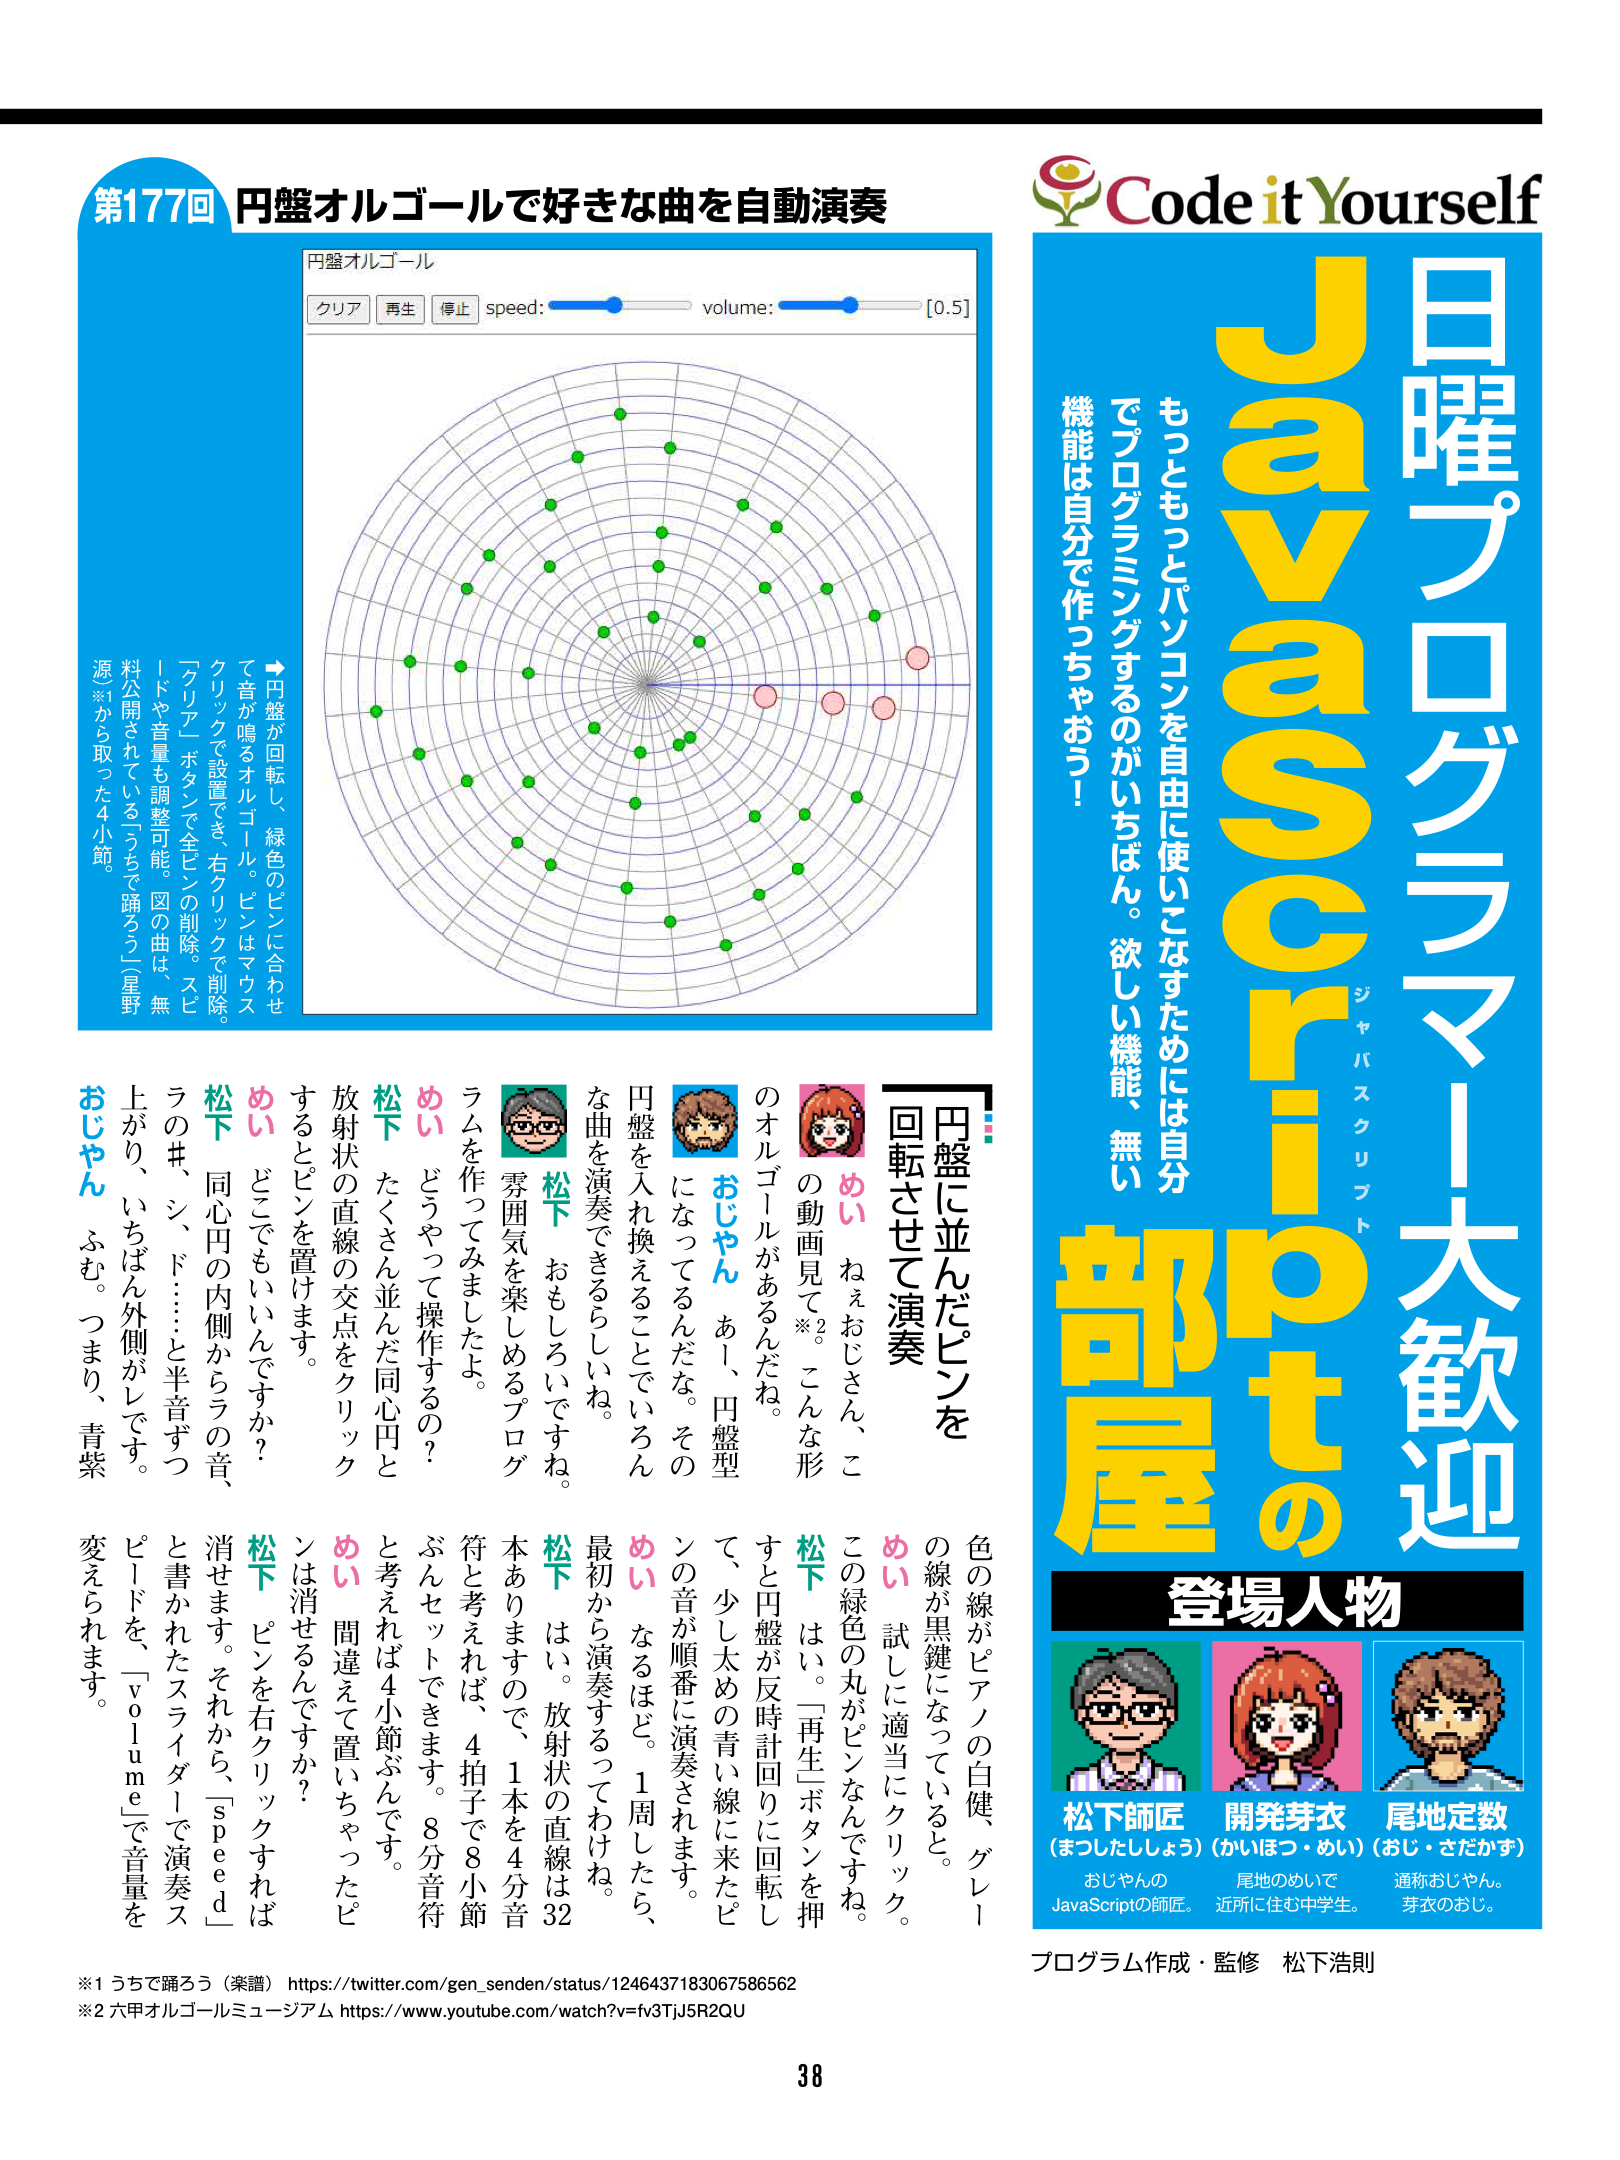 Code it Yourself
日曜プログラマー大歓迎
JavaScriptの部屋
ジャバスクリプト
もっともっとパソコンを自由に使いこなすためには自分
でプログラミングするのがいちばん。欲しい機能、無い
機能は自分で作っちゃおう！
登場人物
松下師匠
（まつしたししょう）
おじやんの
JavaScriptの師匠。
開発芽衣
（かいほつ・めい）
尾地のめいで
近所に住む中学生。
尾地定数
（おじ・さだかず）
通称おじやん。
芽衣のおじ。
プログラム作成・監修　松下浩則
第177回
円盤オルゴールで好きな曲を自動演奏
円盤オルゴール
クリア 再生 停止 speed: volume: [0.5]
➡円盤が回転し、緑色のピンに合わせ
て音が鳴るオルゴール。ピンはマウス
クリックで設置でき、右クリックで削除。
「クリア」ボタンで全ピンの削除。スピ
ードや音量も調整可能。図の曲は、無
料公開されている「うちで踊ろう」（星野
源）※1から取った４小節。
円盤に並んだピンを
回転させて演奏
めい　ねぇおじさん、こ
の動画見て※2。こんな形
のオルゴールがあるんだね。
おじやん　あー、円盤型
になってるんだな。その
円盤を入れ換えることでいろん
な曲を演奏できるらしいね。
松下　おもしろいですね。
雰囲気を楽しめるプログ
ラムを作ってみましたよ。
めい　どうやって操作するの？
松下　たくさん並んだ同心円と
放射状の直線の交点をクリック
するとピンを置けます。
めい　どこでもいいんですか？
松下　同心円の内側からラの音、
ラの♯、シ、ド……と半音ずつ
上がり、いちばん外側がレです。
おじやん　ふむ。つまり、青紫
色の線がピアノの白健、グレー
の線が黒鍵になっていると。
めい　試しに適当にクリック。
この緑色の丸がピンなんですね。
松下　はい。「再生」ボタンを押
すと円盤が反時計回りに回転し
て、少し太めの青い線に来たピ
ンの音が順番に演奏されます。
めい　なるほど。１周したら、
最初から演奏するってわけね。
松下　はい。放射状の直線は32
本ありますので、１本を４分音
符と考えれば、４拍子で８小節
ぶんセットできます。８分音符
と考えれば４小節ぶんです。
めい　間違えて置いちゃったピ
ンは消せるんですか？
松下　ピンを右クリックすれば
消せます。それから、「speed」
と書かれたスライダーで演奏ス
ピードを、「volume」で音量を
変えられます。
※1 うちで踊ろう（楽譜） https://twitter.com/gen_senden/status/1246437183067586562
※2 六甲オルゴールミュージアム https://www.youtube.com/watch?v=fv3TjJ5R2QU
38